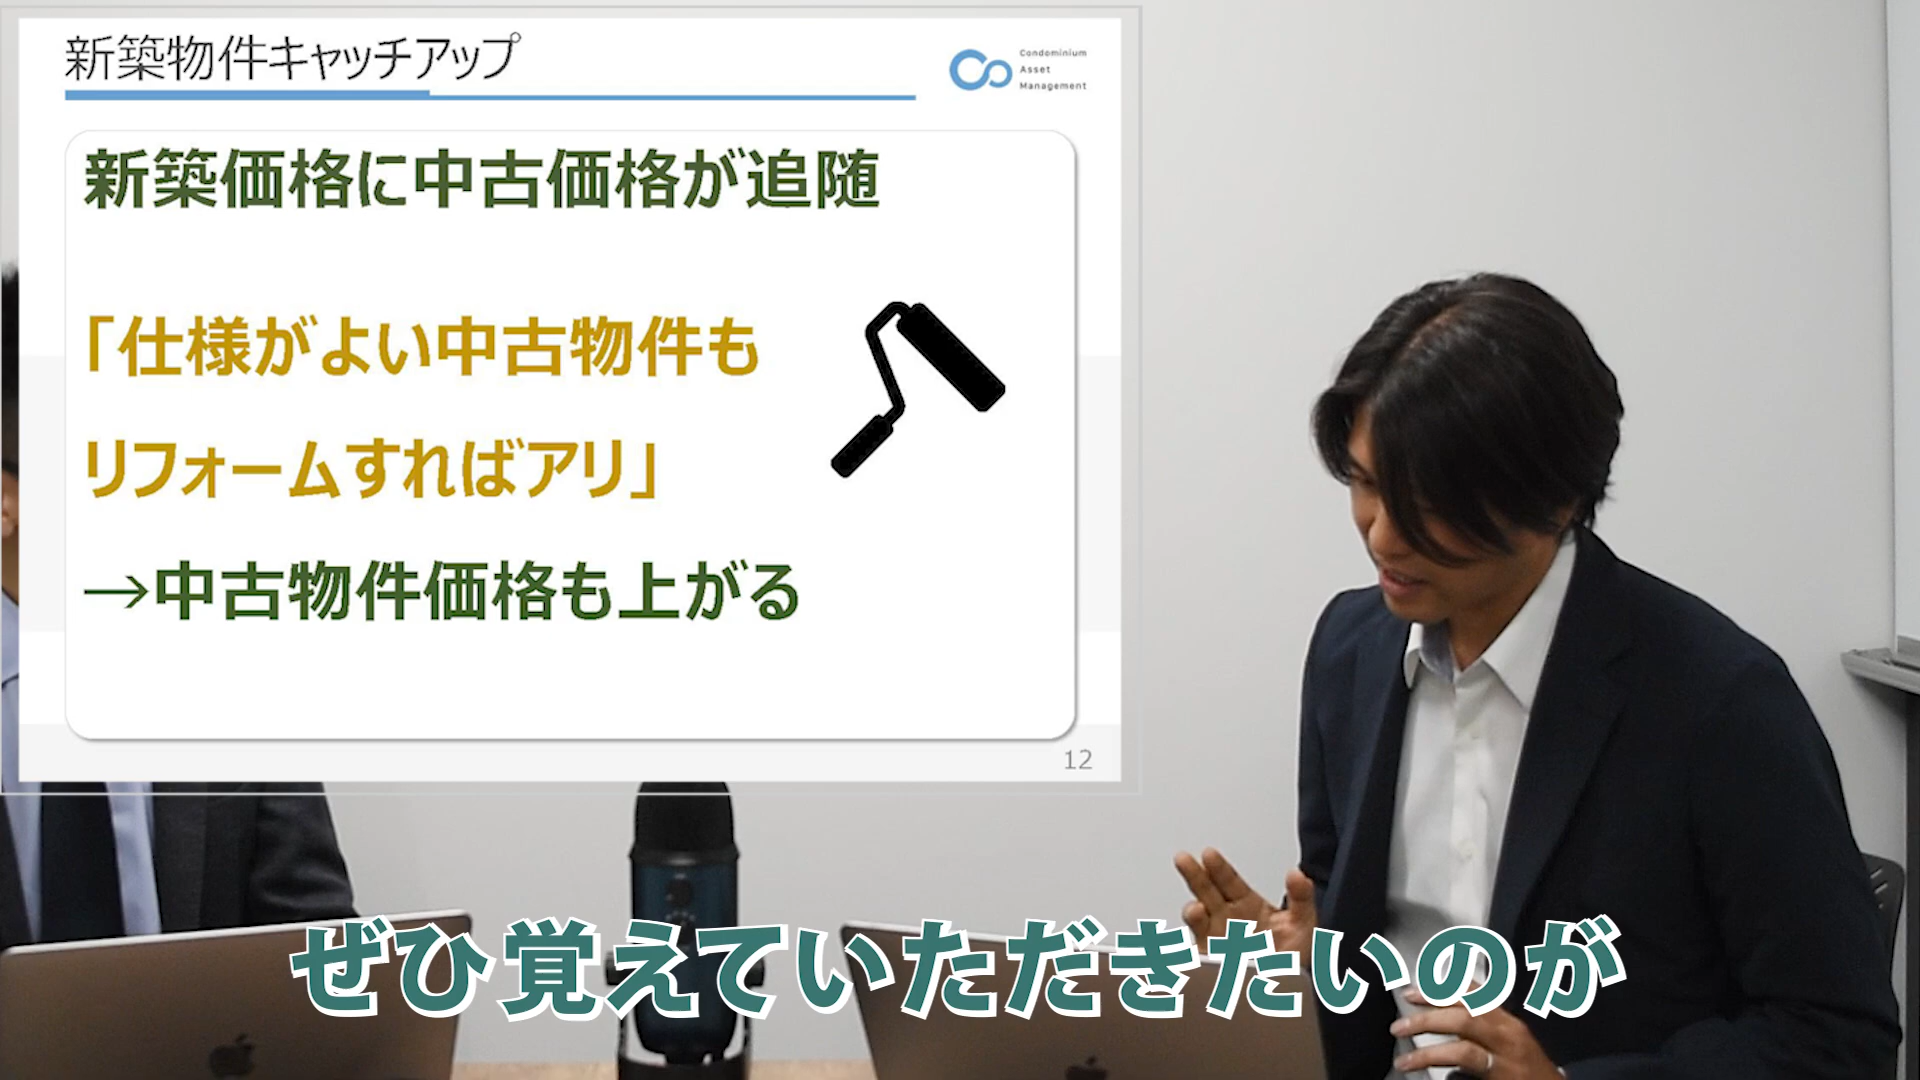 新築物件キャッチアップ
Condominium
Asset
Management
新築価格に中古価格が追随
「仕様がよい中古物件も
リフォームすればアリ」
→中古物件価格も上がる
12
ぜひ覚えていただきたいのが